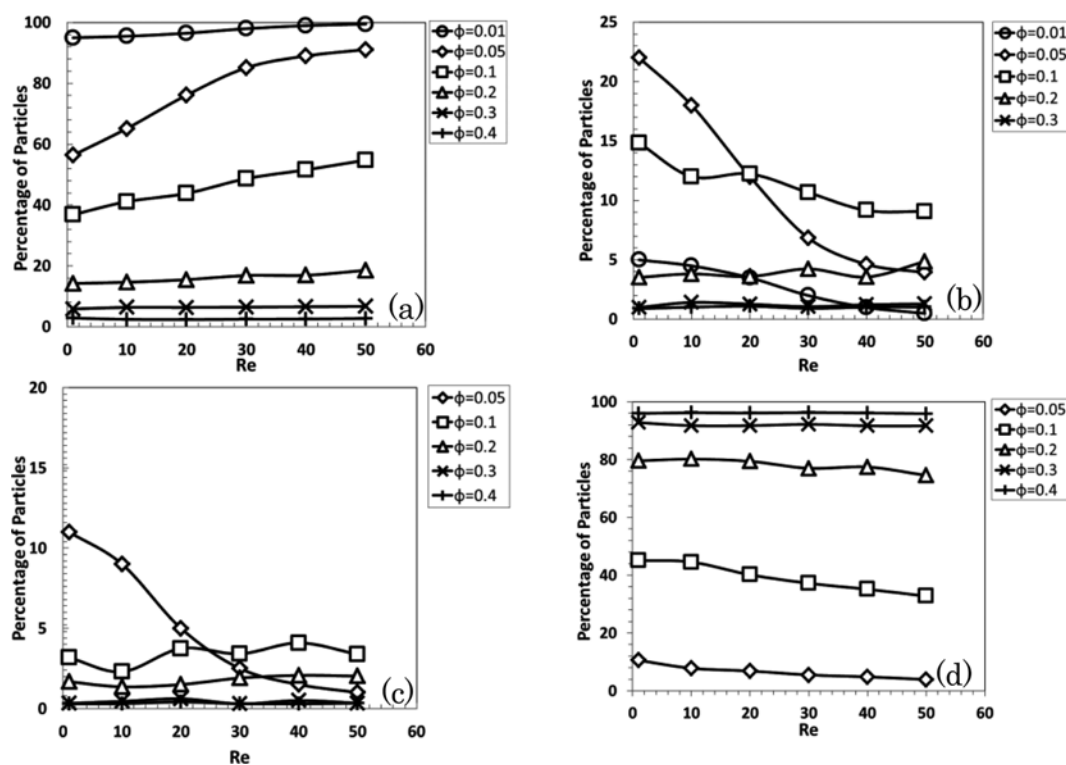 100
80
60
40
20
0
Percentage of Particles
0 10 20 30 40 50 60
Re
ϕ=0.01
ϕ=0.05
ϕ=0.1
ϕ=0.2
ϕ=0.3
ϕ=0.4
(a)
25
20
15
10
5
0
Percentage of Particles
0 10 20 30 40 50 60
Re
ϕ=0.01
ϕ=0.05
ϕ=0.1
ϕ=0.2
ϕ=0.3
(b)
20
15
10
5
0
Percentage of Particles
0 10 20 30 40 50 60
Re
ϕ=0.05
ϕ=0.1
ϕ=0.2
ϕ=0.3
ϕ=0.4
(c)
100
80
60
40
20
0
Percentage of Particles
0 10 20 30 40 50 60
Re
ϕ=0.05
ϕ=0.1
ϕ=0.2
ϕ=0.3
ϕ=0.4
(d)